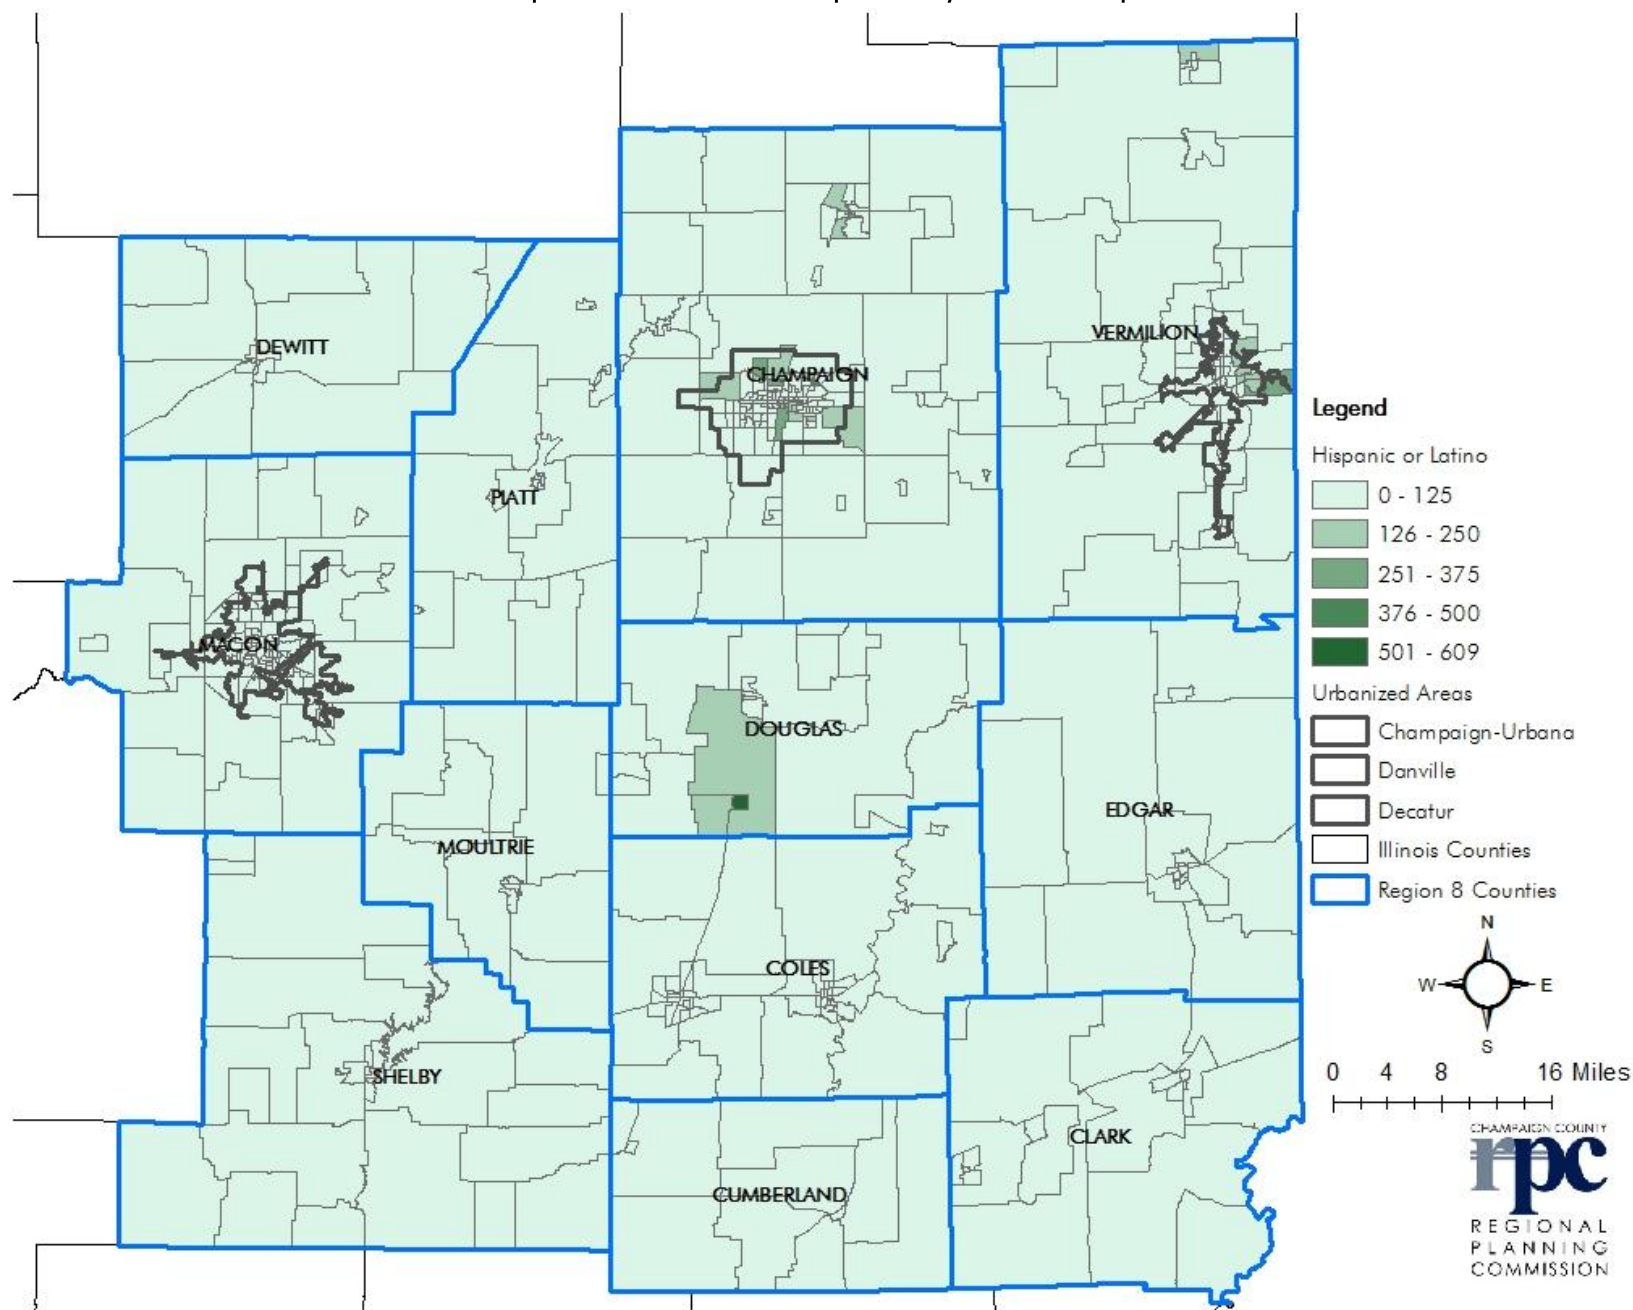 VERMILION
DEWITT
CHAMPAIGN
PIATT
MACON
DOUGLAS
EDGAR
MOULTRIE
COLES
SHELBY
CLARK
CUMBERLAND
Legend
Hispanic or Latino
0 - 125
126 - 250
251 - 375
376 - 500
501 - 609
Urbanized Areas
Champaign-Urbana
Danville
Decatur
Illinois Counties
Region 8 Counties
N
W E
S
0 4 8 16 Miles
CHAMPAIGN COUNTY
rpc
REGIONAL
PLANNING
COMMISSION